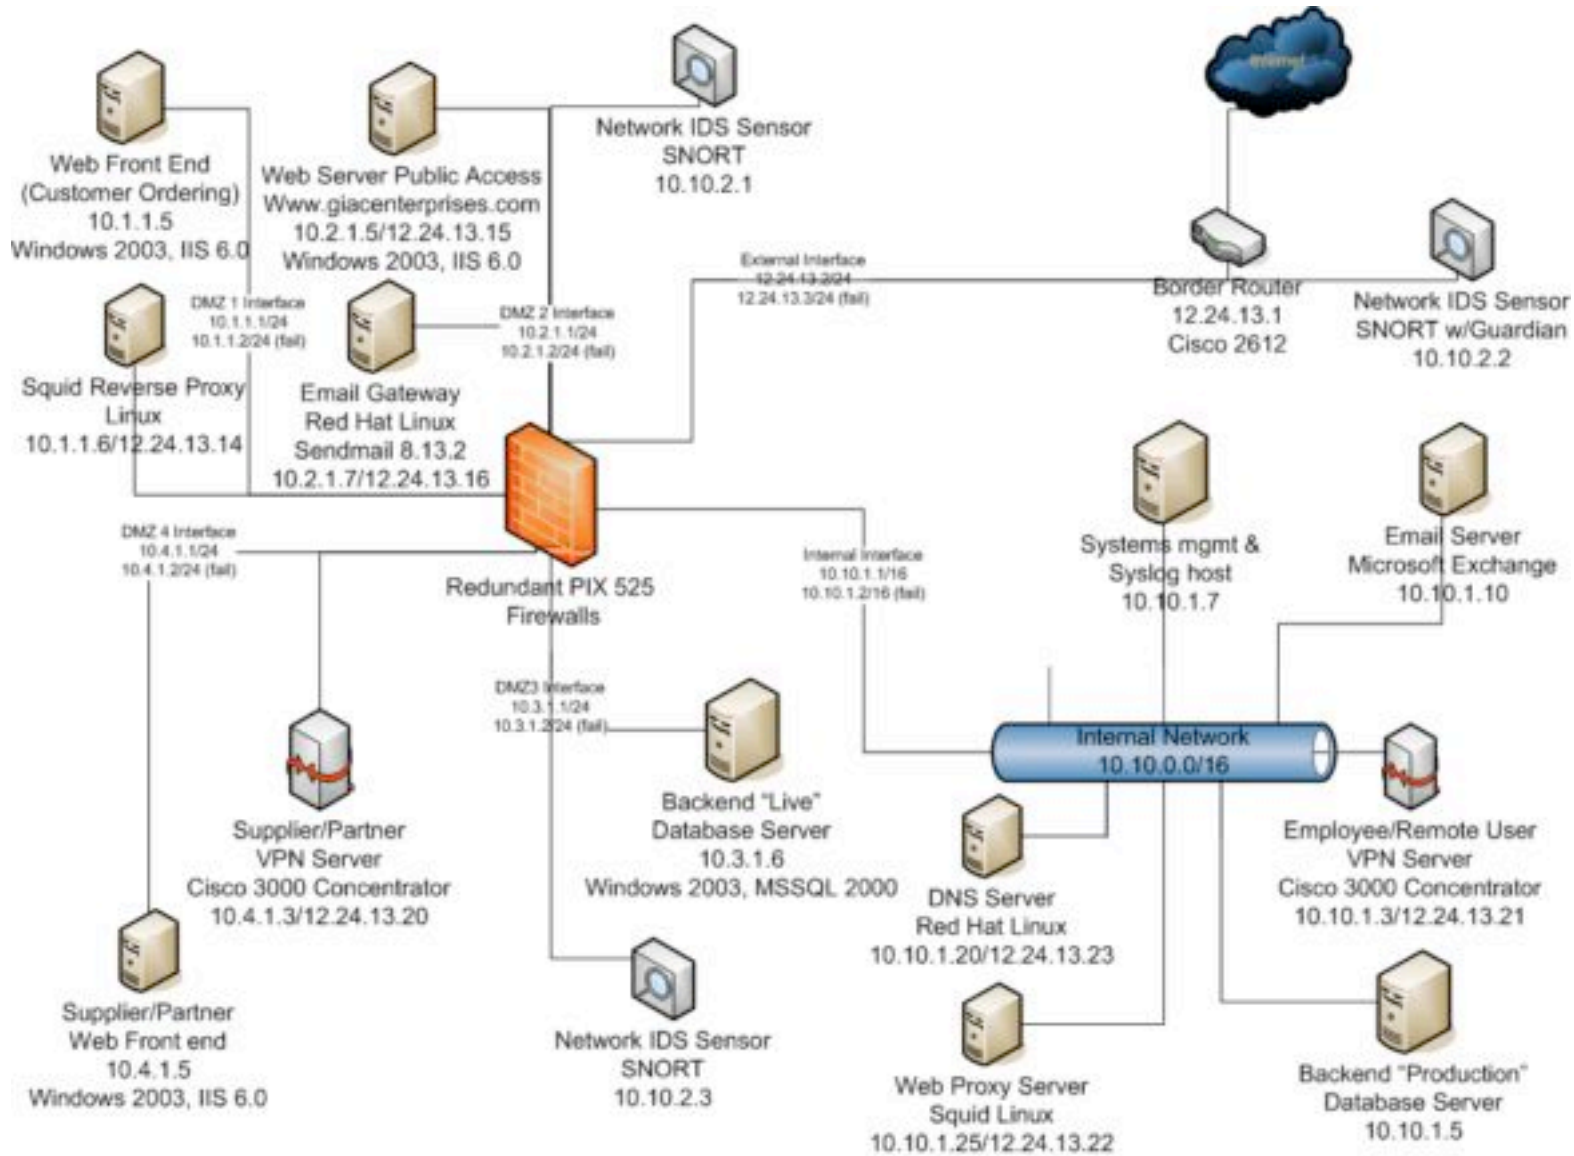 Internet
Network IDS Sensor
SNORT
10.10.2.1
Web Front End
(Customer Ordering)
10.1.1.5
Windows 2003, IIS 6.0
Web Server Public Access
Www.giacenterprises.com
10.2.1.5/12.24.13.15
Windows 2003, IIS 6.0
External Interface
12.24.13.2/24
12.24.13.3/24 (fail)
Border Router
12.24.13.1
Cisco 2612
Network IDS Sensor
SNORT w/Guardian
10.10.2.2
DMZ 1 Interface
10.1.1.1/24
10.1.1.2/24 (fail)
DMZ 2 Interface
10.2.1.1/24
10.2.1.2/24 (fail)
Squid Reverse Proxy
Linux
10.1.1.6/12.24.13.14
Email Gateway
Red Hat Linux
Sendmail 8.13.2
10.2.1.7/12.24.13.16
DMZ 4 Interface
10.4.1.1/24
10.4.1.2/24 (fail)
Redundant PIX 525
Firewalls
Internal Interface
10.10.1.1/16
10.10.1.2/16 (fail)
Systems mgmt &
Syslog host
10.10.1.7
Email Server
Microsoft Exchange
10.10.1.10
DMZ3 Interface
10.3.1.1/24
10.3.1.2/24 (fail)
Internal Network
10.10.0.0/16
Supplier/Partner
VPN Server
Cisco 3000 Concentrator
10.4.1.3/12.24.13.20
Backend "Live"
Database Server
10.3.1.6
Windows 2003, MSSQL 2000
DNS Server
Red Hat Linux
10.10.1.20/12.24.13.23
Employee/Remote User
VPN Server
Cisco 3000 Concentrator
10.10.1.3/12.24.13.21
Supplier/Partner
Web Front end
10.4.1.5
Windows 2003, IIS 6.0
Network IDS Sensor
SNORT
10.10.2.3
Web Proxy Server
Squid Linux
10.10.1.25/12.24.13.22
Backend "Production"
Database Server
10.10.1.5